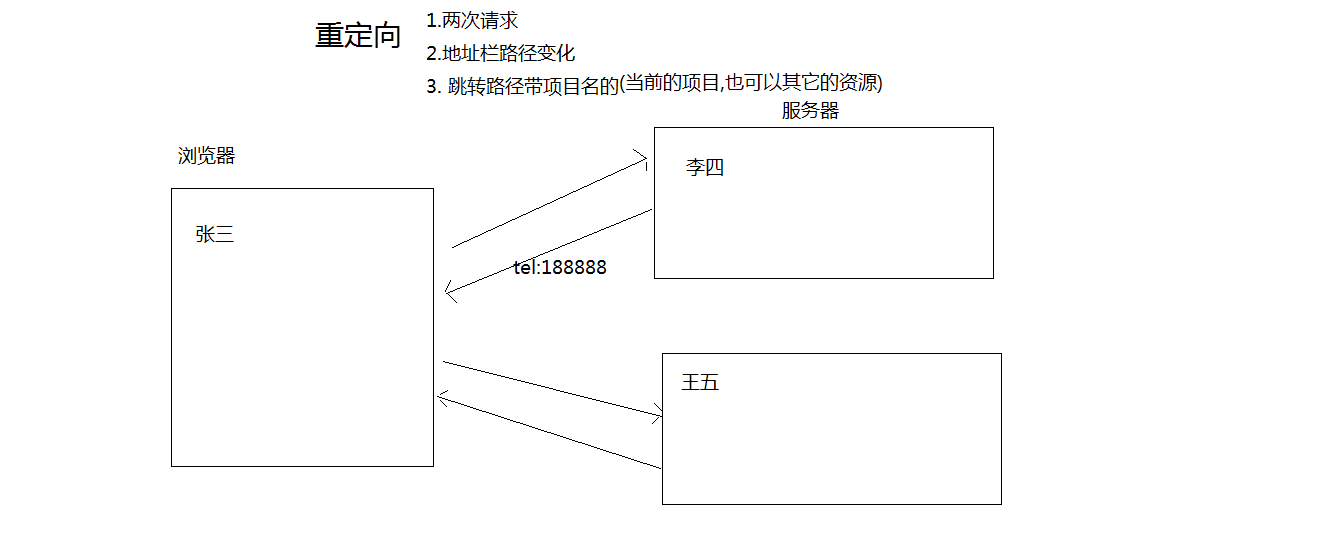 重定向
1.两次请求
2.地址栏路径变化
3. 跳转路径带项目名的(当前的项目,也可以其它的资源)
服务器
浏览器
李四
张三
tel:188888
王五